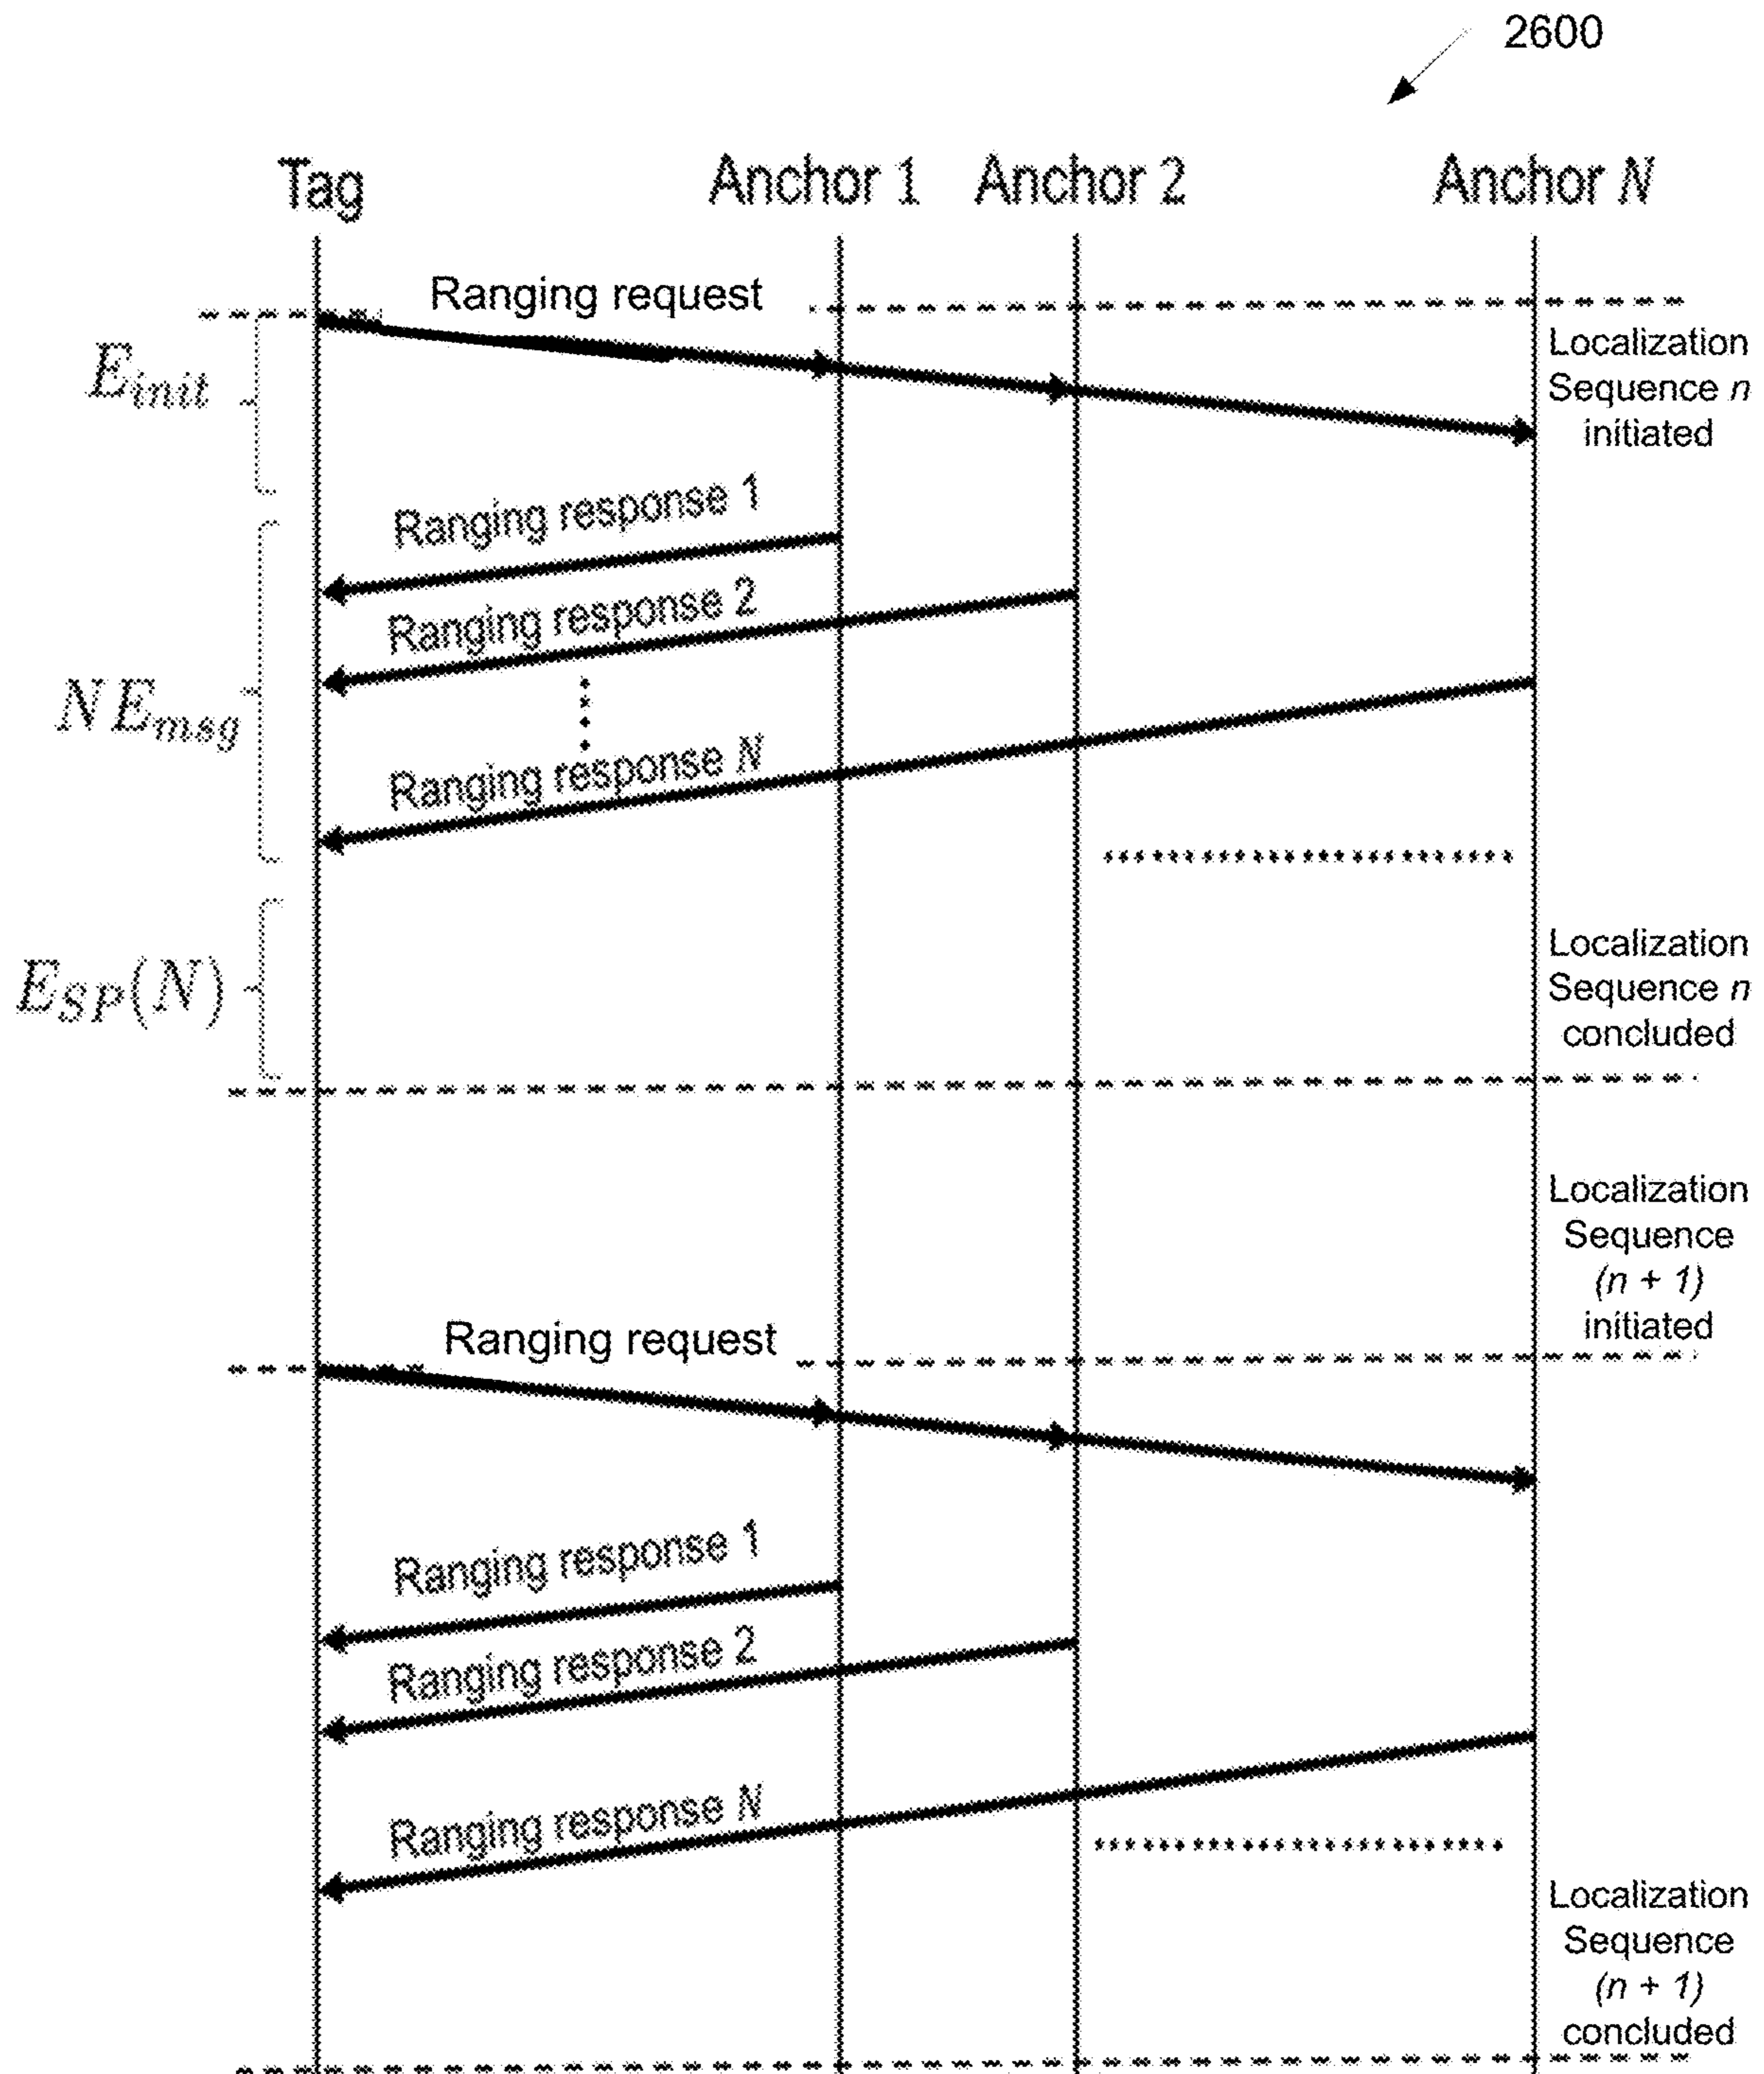 2600
Tag
Anchor 1
Anchor 2
Anchor N
Ranging request
E_init
Localization
Sequence n
initiated
Ranging response 1
Ranging response 2
NE_msg
Ranging response N
E_SP(N)
Localization
Sequence n
concluded
Localization
Sequence
(n + 1)
initiated
Ranging request
Ranging response 1
Ranging response 2
Ranging response N
Localization
Sequence
(n + 1)
concluded